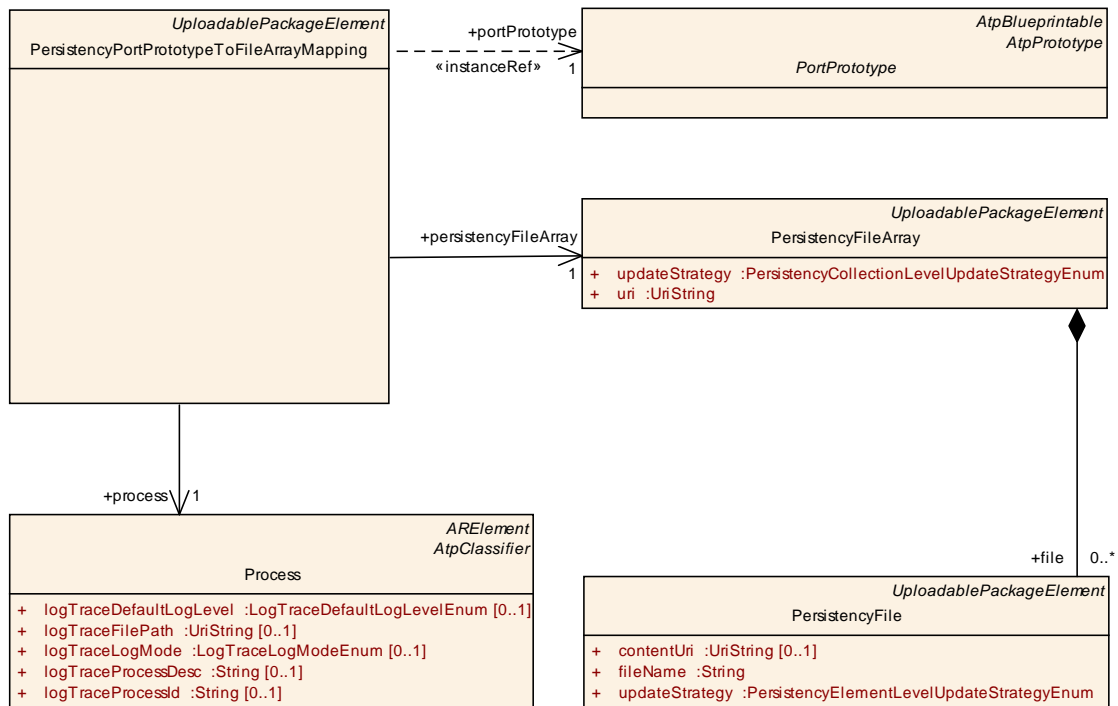 UploadablePackageElement
PersistencyPortPrototypeToFileArrayMapping
+portPrototype
«instanceRef»
1
AtpBlueprintable
AtpPrototype
PortPrototype
+persistencyFileArray
1
UploadablePackageElement
PersistencyFileArray
+ updateStrategy :PersistencyCollectionLevelUpdateStrategyEnum
+ uri :UriString
+process
1
ARElement
AtpClassifier
Process
+ logTraceDefaultLogLevel :LogTraceDefaultLogLevelEnum [0..1]
+ logTraceFilePath :UriString [0..1]
+ logTraceLogMode :LogTraceLogModeEnum [0..1]
+ logTraceProcessDesc :String [0..1]
+ logTraceProcessId :String [0..1]
+file
0..*
UploadablePackageElement
PersistencyFile
+ contentUri :UriString [0..1]
+ fileName :String
+ updateStrategy :PersistencyElementLevelUpdateStrategyEnum